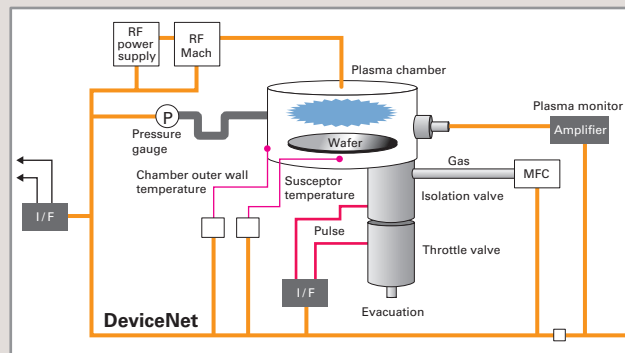 RF
power
supply
RF
Mach
Plasma chamber
P
Pressure
gauge
Wafer
Plasma monitor
Amplifier
Chamber outer wall
temperature
Susceptor
temperature
Gas
MFC
Isolation valve
I / F
Pulse
Throttle valve
I / F
Evacuation
DeviceNet